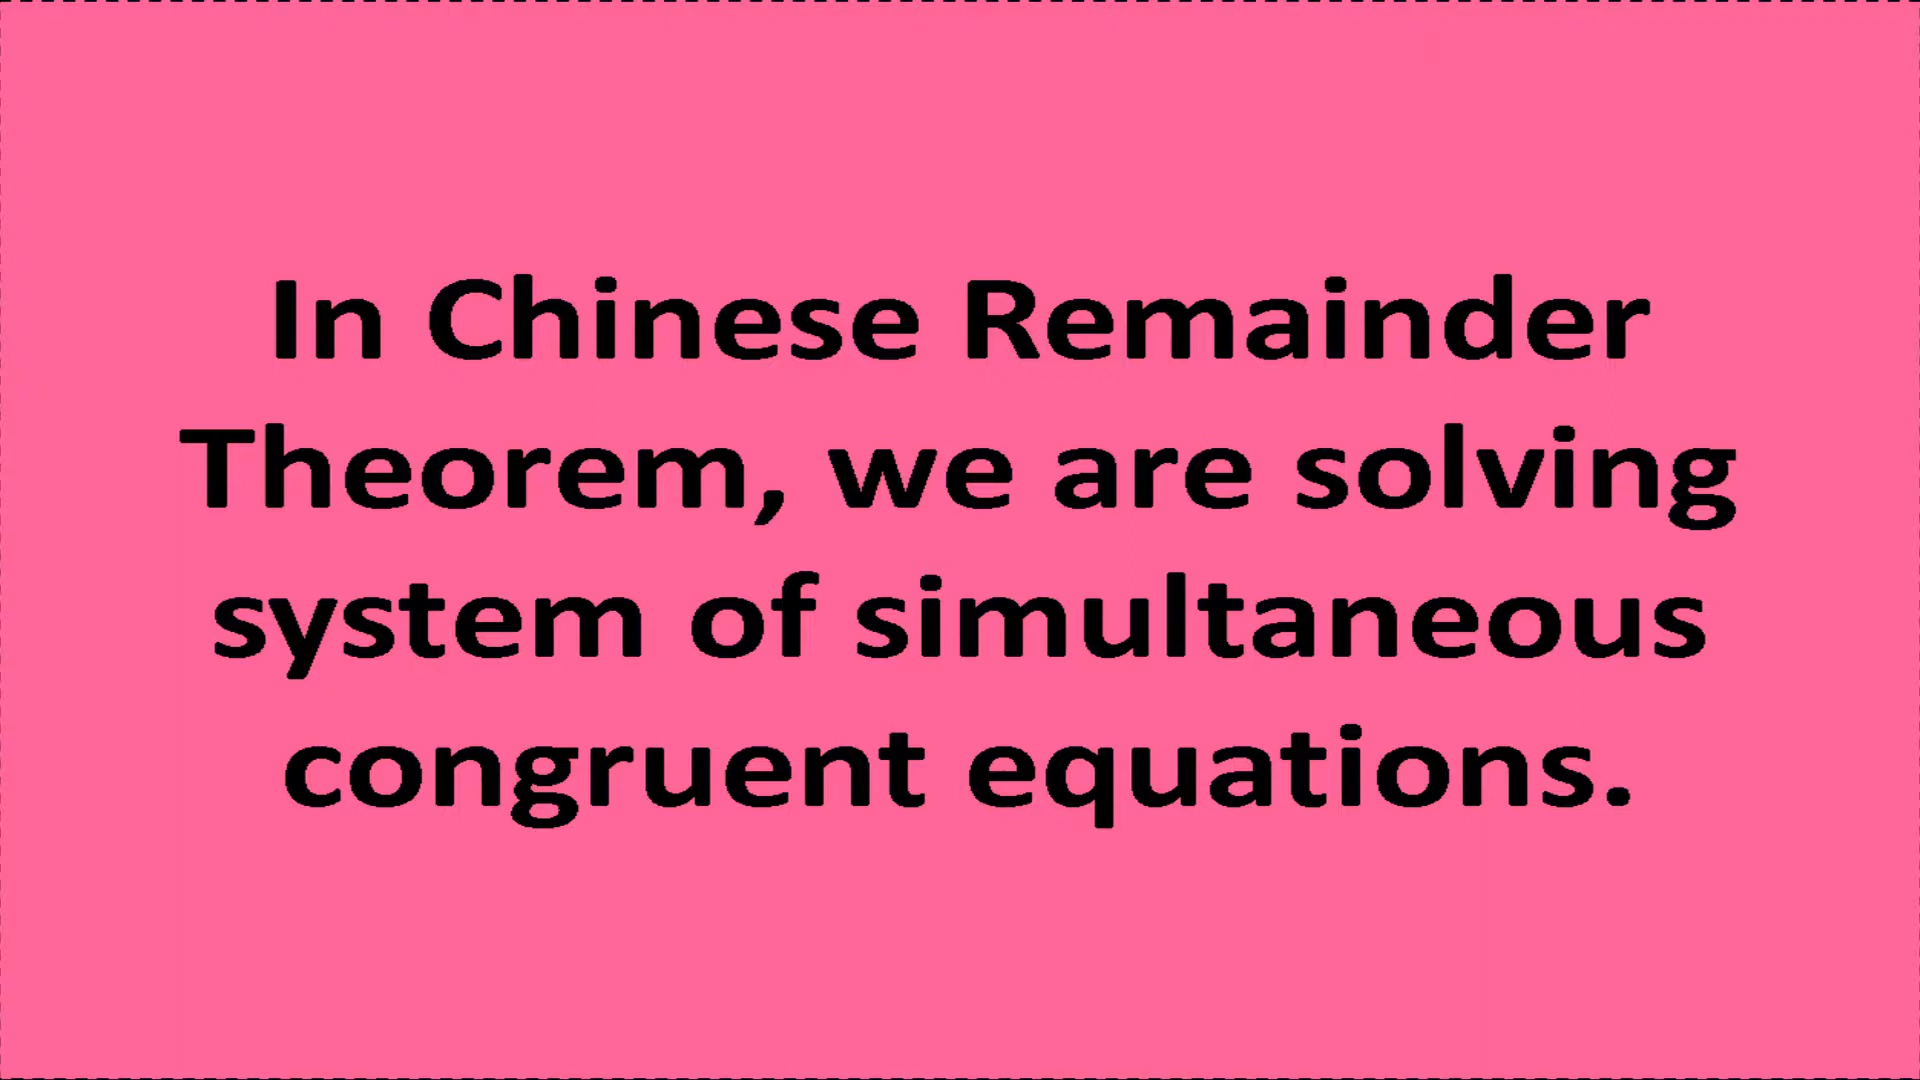 In Chinese Remainder
Theorem, we are solving
system of simultaneous
congruent equations.